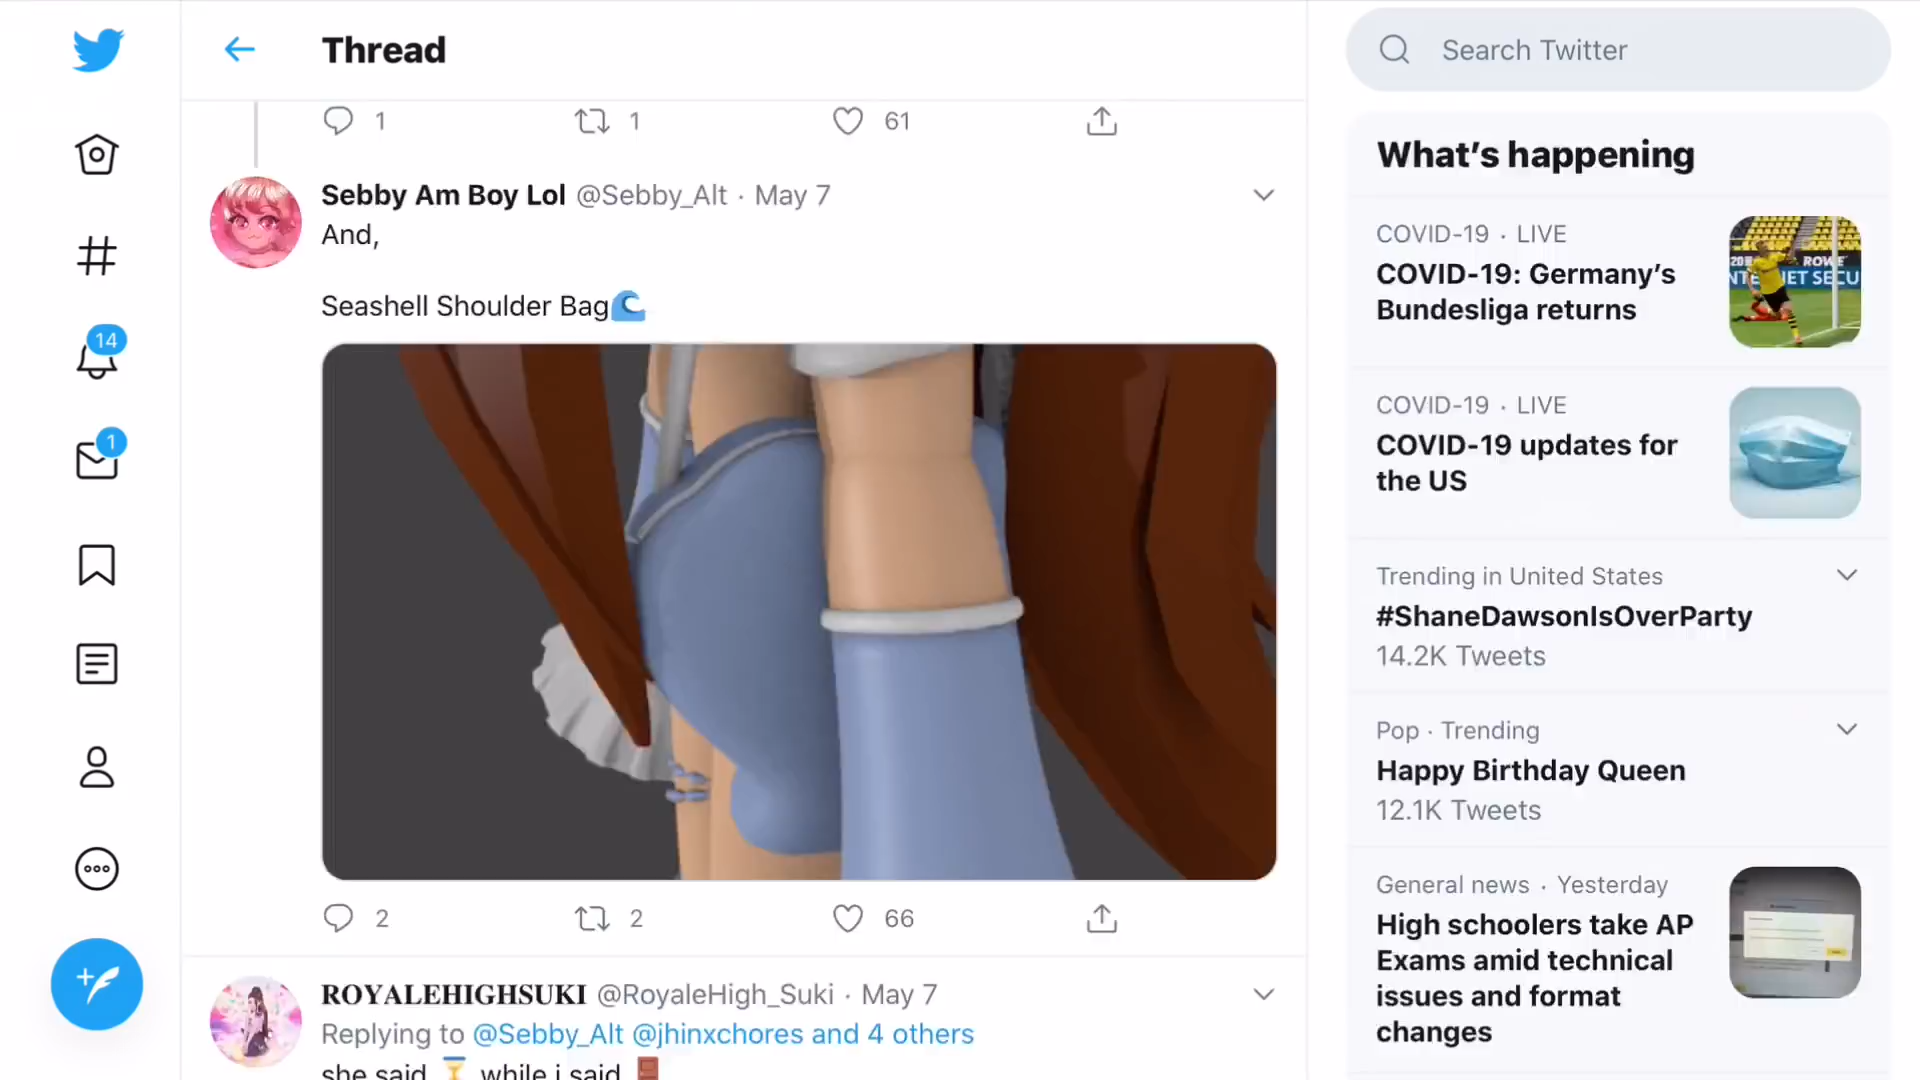 Thread
Search Twitter
1
1
61
Sebby Am Boy Lol @Sebby_Alt · May 7
And,
Seashell Shoulder Bag🌊
2
2
66
ROYALEHIGHSUKI @RoyaleHigh_Suki · May 7
Replying to @Sebby_Alt @jhinxchores and 4 others
she said ⏳ while i said 🚪
14
1
What's happening
COVID-19 · LIVE
COVID-19: Germany's
Bundesliga returns
COVID-19 · LIVE
COVID-19 updates for
the US
Trending in United States
#ShaneDawsonIsOverParty
14.2K Tweets
Pop · Trending
Happy Birthday Queen
12.1K Tweets
General news · Yesterday
High schoolers take AP
Exams amid technical
issues and format
changes